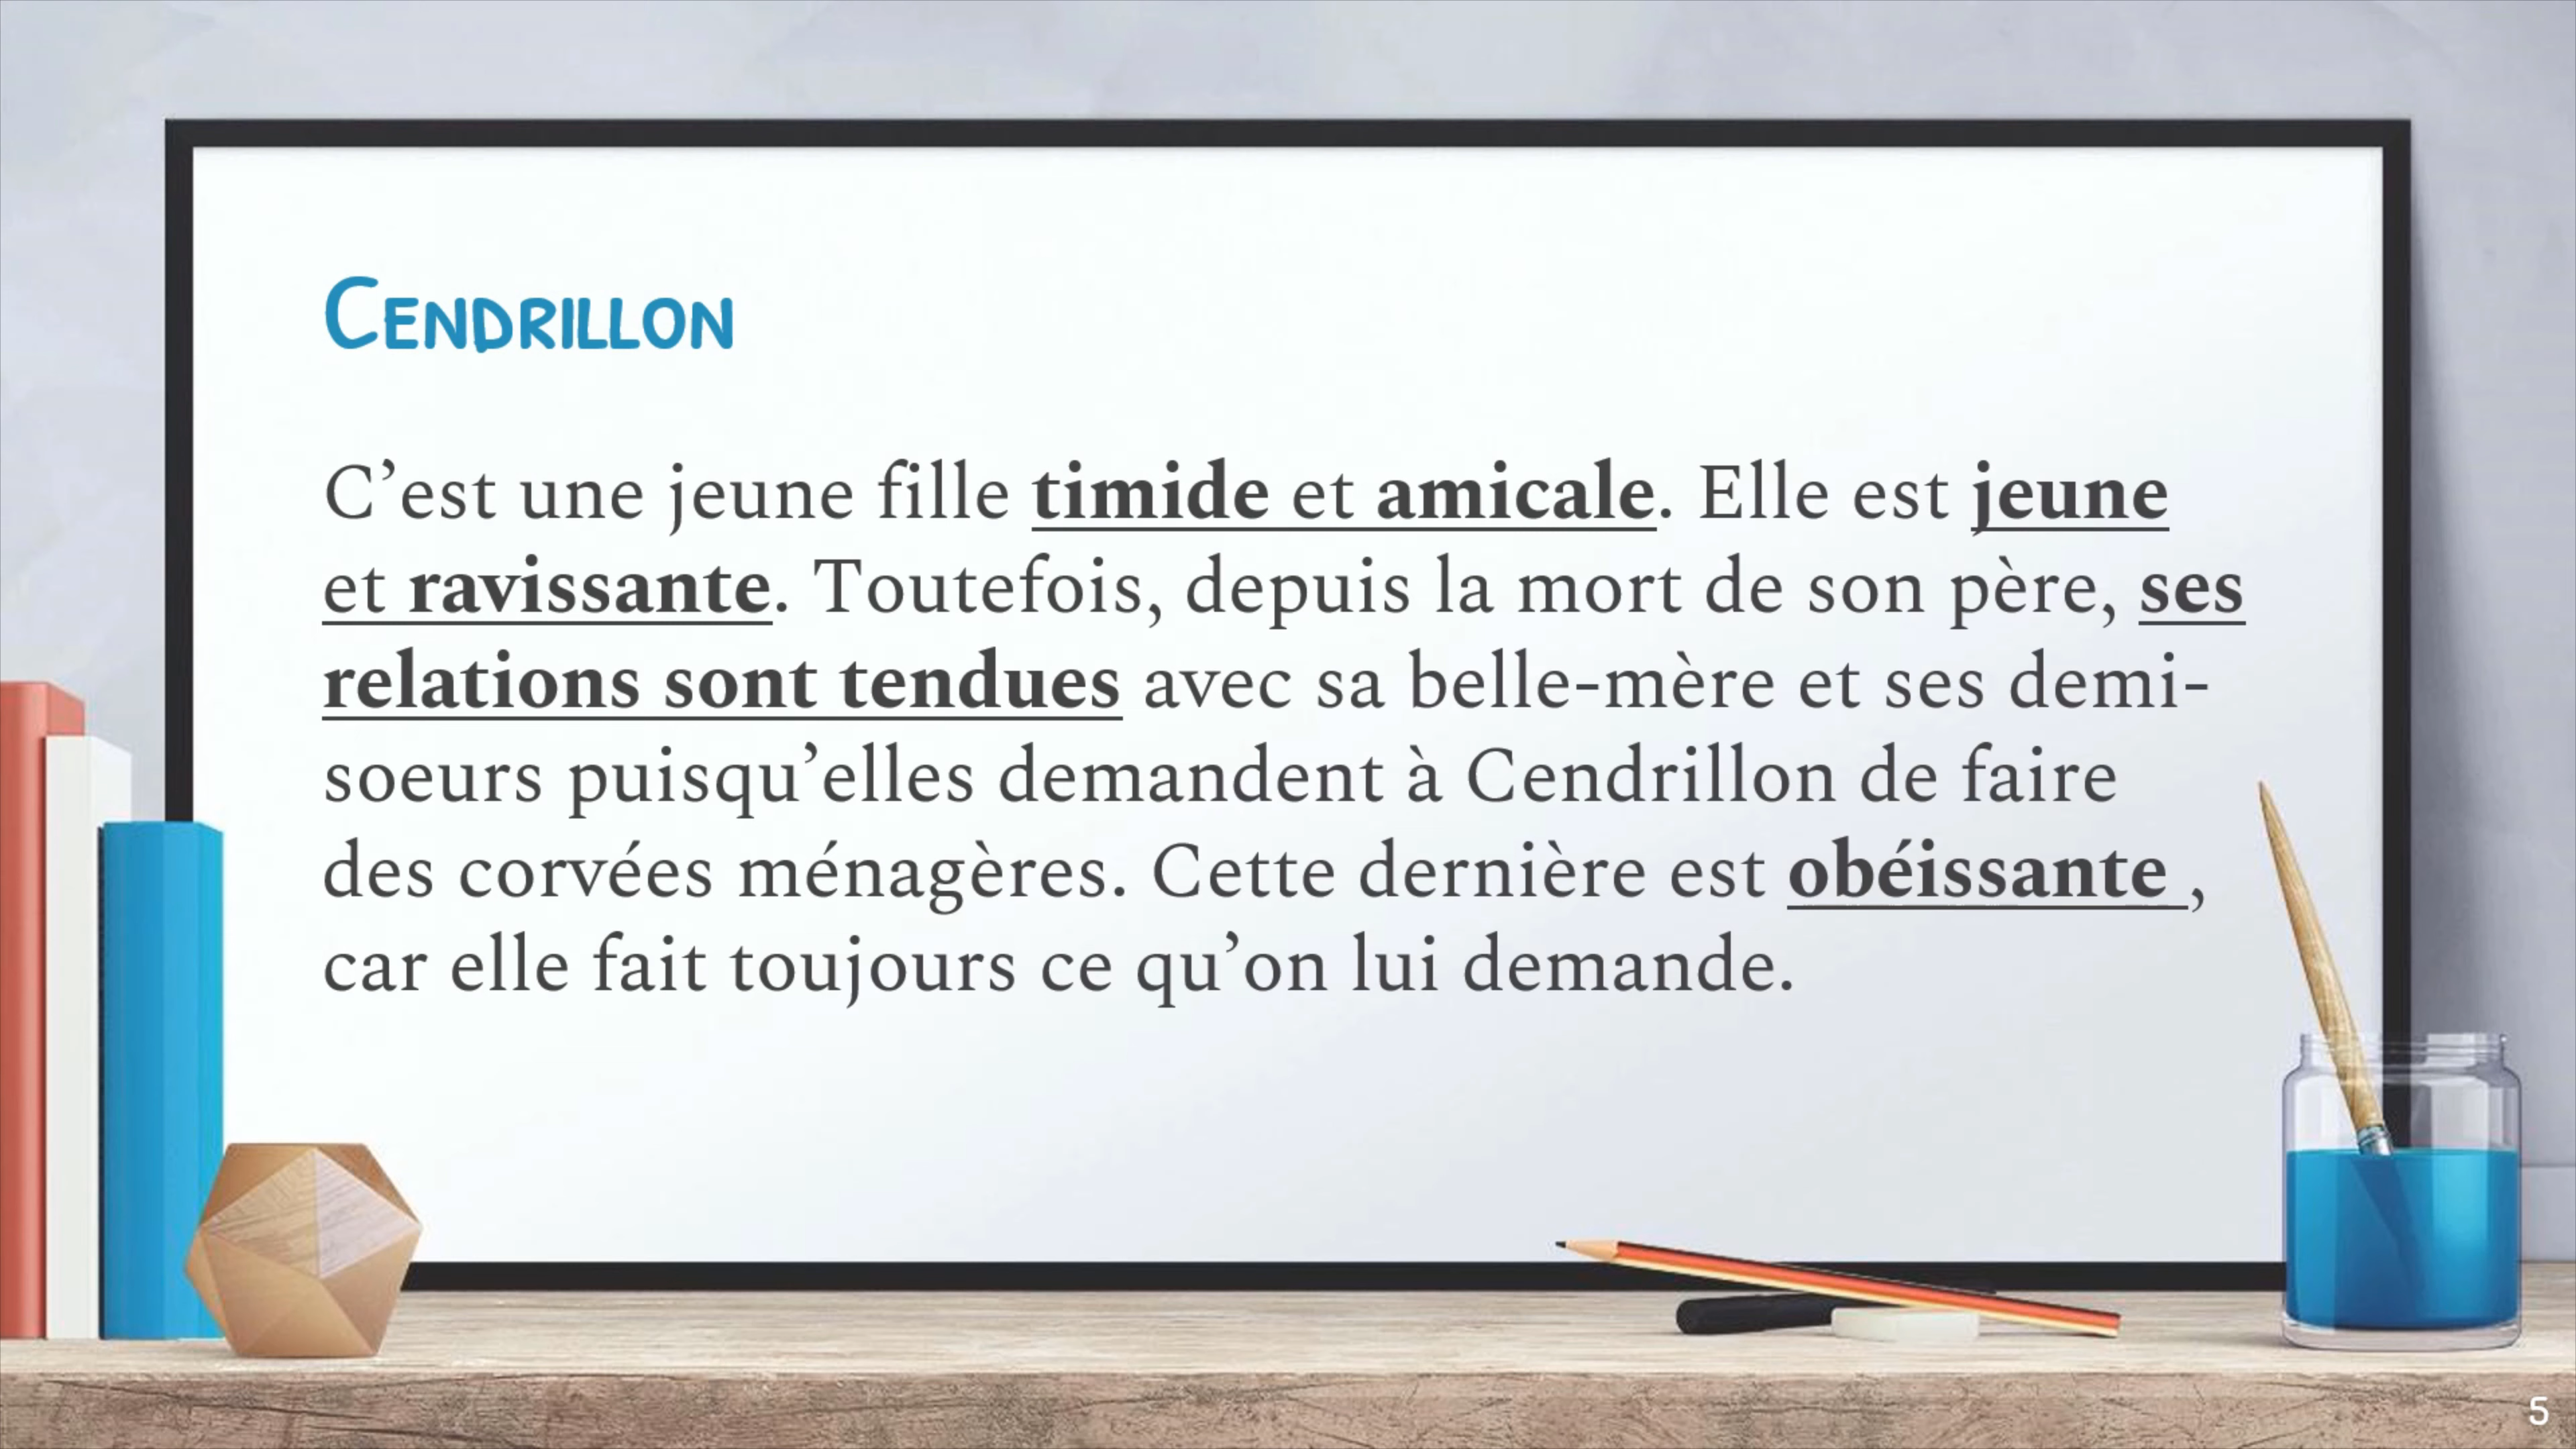 Cendrillon
C’est une jeune fille timide et amicale. Elle est jeune
et ravissante. Toutefois, depuis la mort de son père, ses
relations sont tendues avec sa belle-mère et ses demi-
soeurs puisqu’elles demandent à Cendrillon de faire
des corvées ménagères. Cette dernière est obéissante ,
car elle fait toujours ce qu’on lui demande.
5